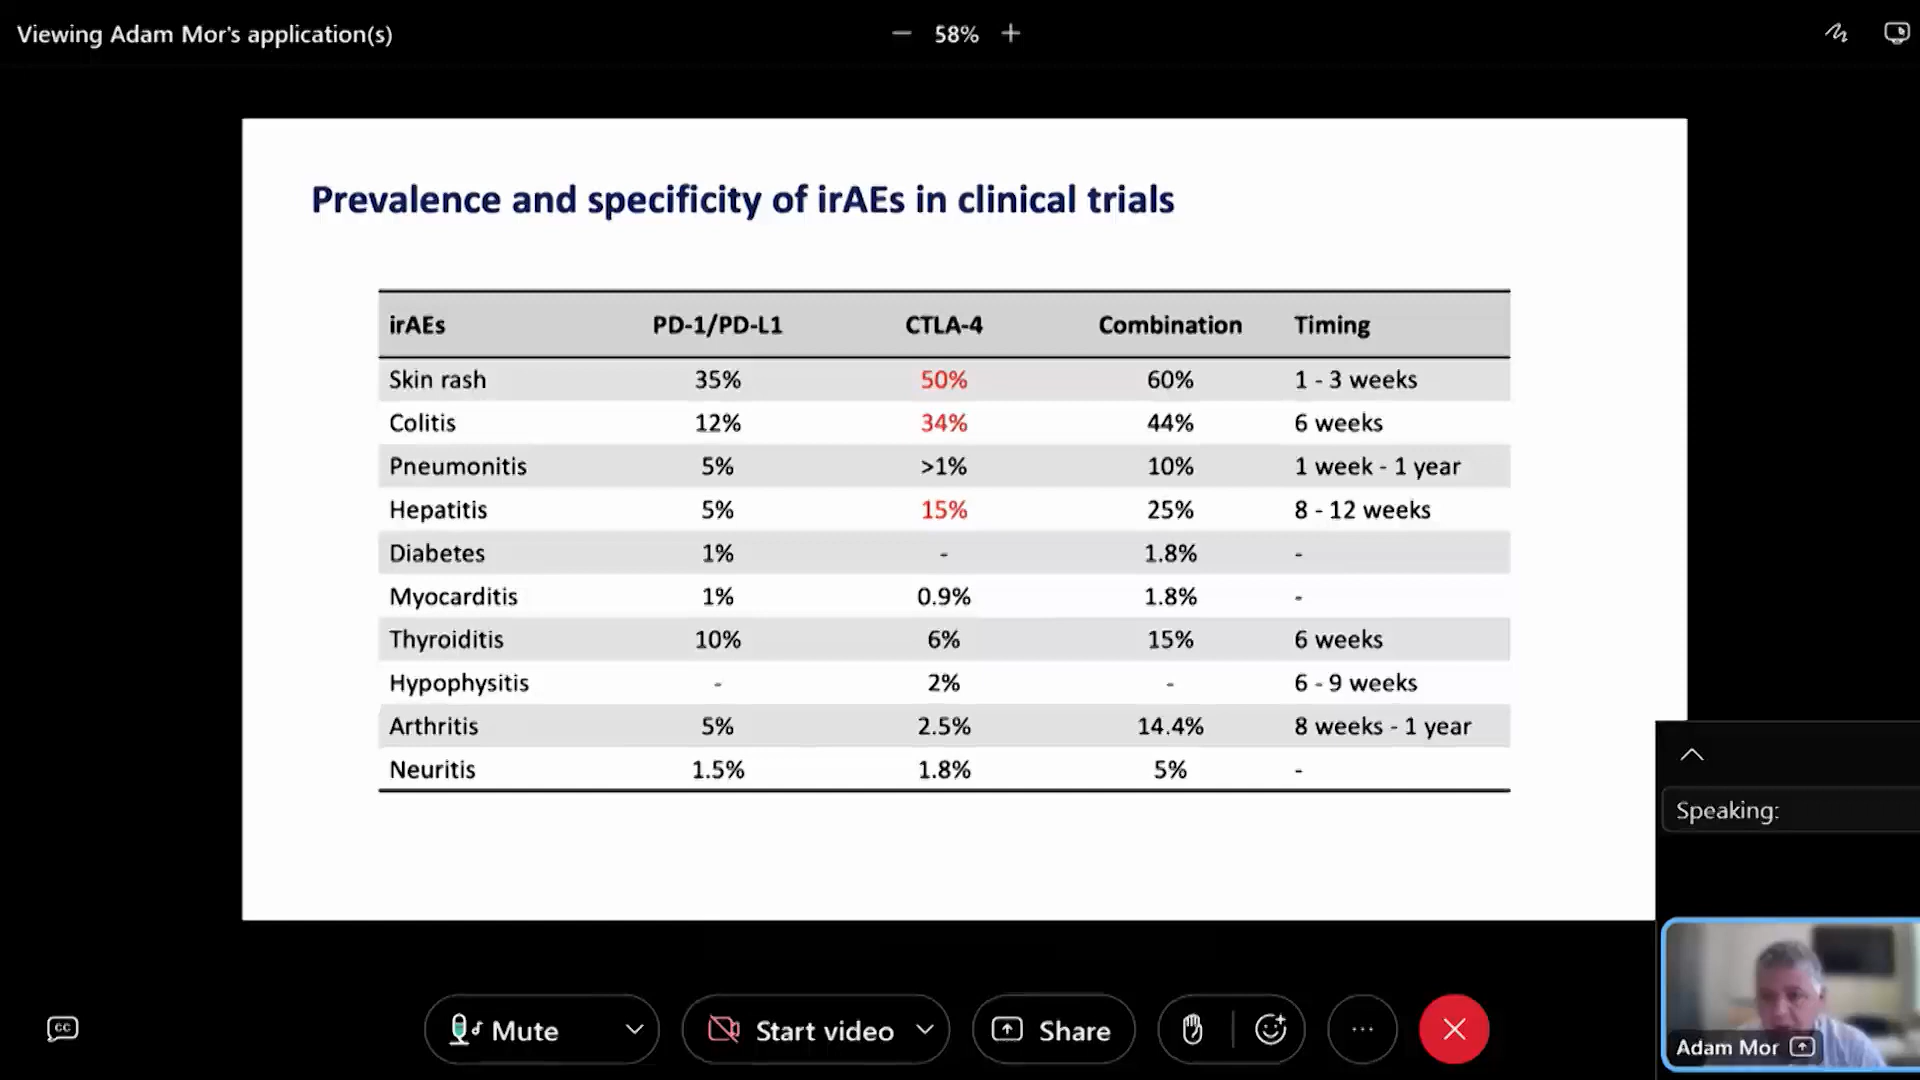 Viewing Adam Mor's application(s)
58%
Prevalence and specificity of irAEs in clinical trials
irAEs PD-1/PD-L1 CTLA-4 Combination Timing
Skin rash 35% 50% 60% 1 - 3 weeks
Colitis 12% 34% 44% 6 weeks
Pneumonitis 5% >1% 10% 1 week - 1 year
Hepatitis 5% 15% 25% 8 - 12 weeks
Diabetes 1% - 1.8% -
Myocarditis 1% 0.9% 1.8% -
Thyroiditis 10% 6% 15% 6 weeks
Hypophysitis - 2% - 6 - 9 weeks
Arthritis 5% 2.5% 14.4% 8 weeks - 1 year
Neuritis 1.5% 1.8% 5% -
Speaking:
Adam Mor
CC Mute Start video Share